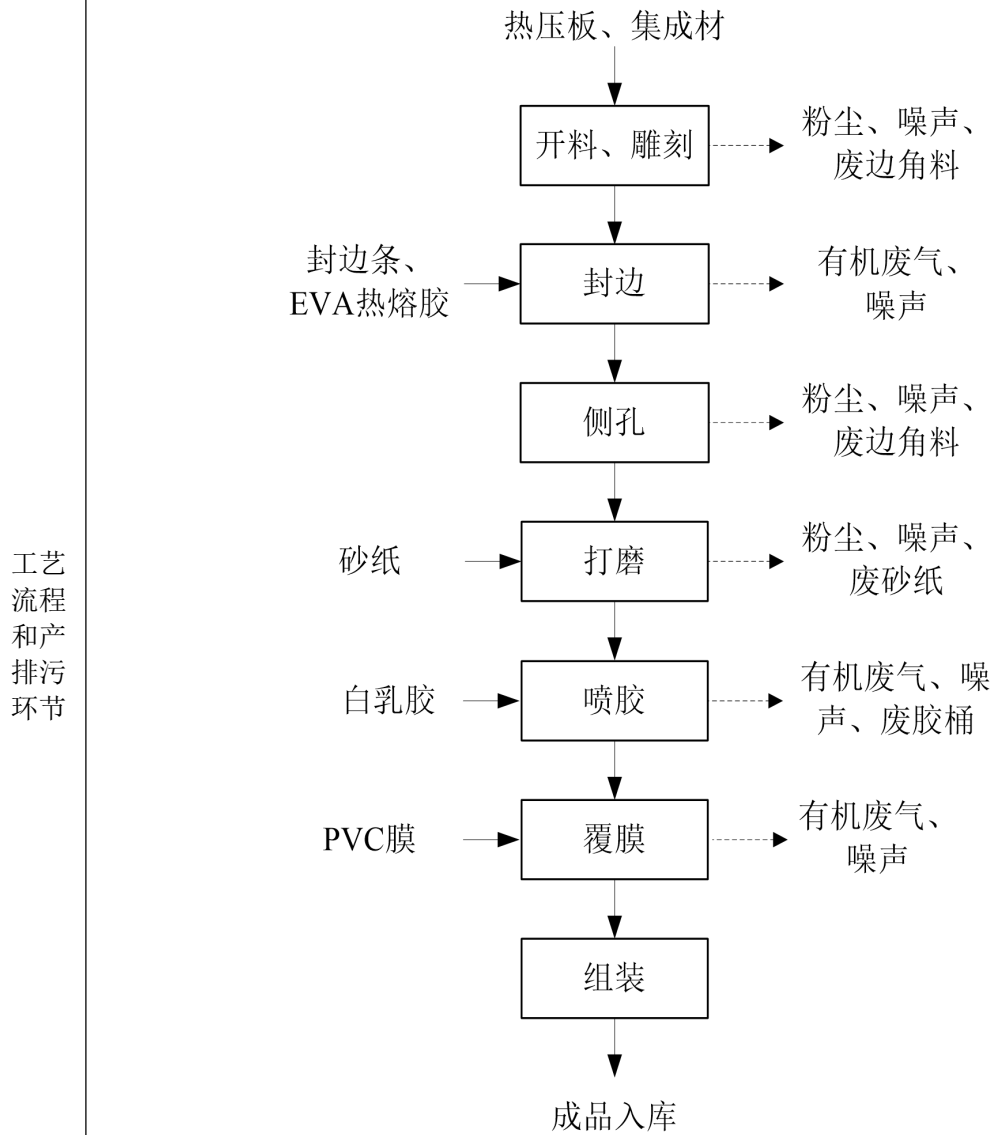 热压板、集成材
开料、雕刻
粉尘、噪声、
废边角料
封边条、
EVA热熔胶
封边
有机废气、
噪声
侧孔
粉尘、噪声、
废边角料
砂纸
打磨
粉尘、噪声、
废砂纸
白乳胶
喷胶
有机废气、噪
声、废胶桶
PVC膜
覆膜
有机废气、
噪声
组装
成品入库
工艺
流程
和产
排污
环节